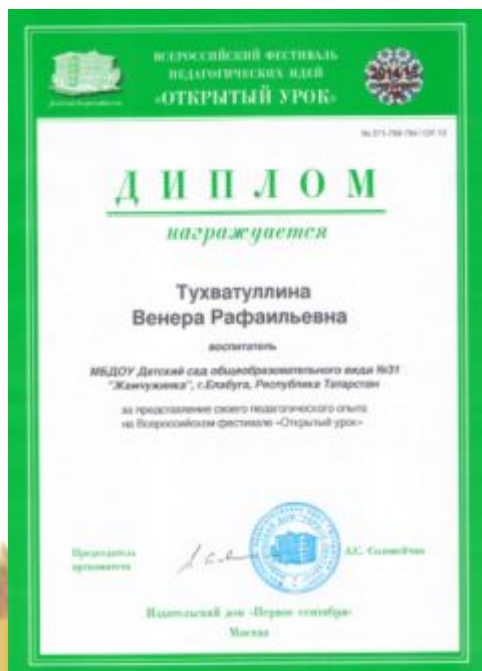 ВСЕРОССИЙСКИЙ ФЕСТИВАЛЬ
ПЕДАГОГИЧЕСКИХ ИДЕЙ
«ОТКРЫТЫЙ УРОК»
2014/15
ДИПЛОМ
награждается
Тухватуллина
Венера Рафаильевна
воспитатель
МБДОУ Детский сад общеобразовательного вида №31
"Жемчужинка", г.Елабуга, Республика Татарстан
за представление своего педагогического опыта
на Всероссийском фестивале «Открытый урок»
Председатель
оргкомитета
А.С. Соловейчик
Издательский дом «Первое сентября»
Москва